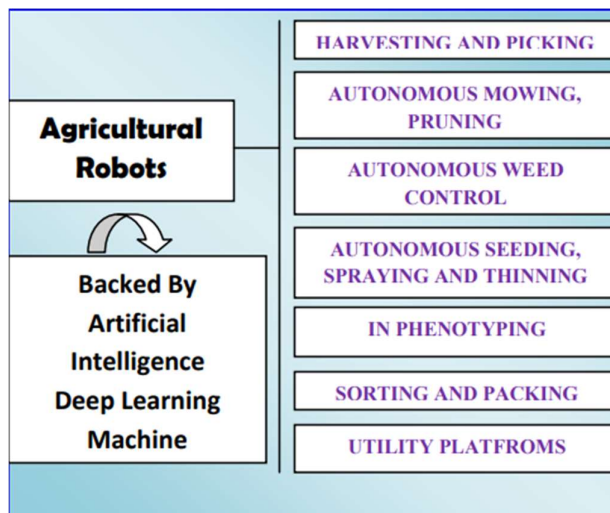 Agricultural
Robots
Backed By
Artificial
Intelligence
Deep Learning
Machine
HARVESTING AND PICKING
AUTONOMOUS MOWING,
PRUNING
AUTONOMOUS WEED
CONTROL
AUTONOMOUS SEEDING,
SPRAYING AND THINNING
IN PHENOTYPING
SORTING AND PACKING
UTILITY PLATFROMS